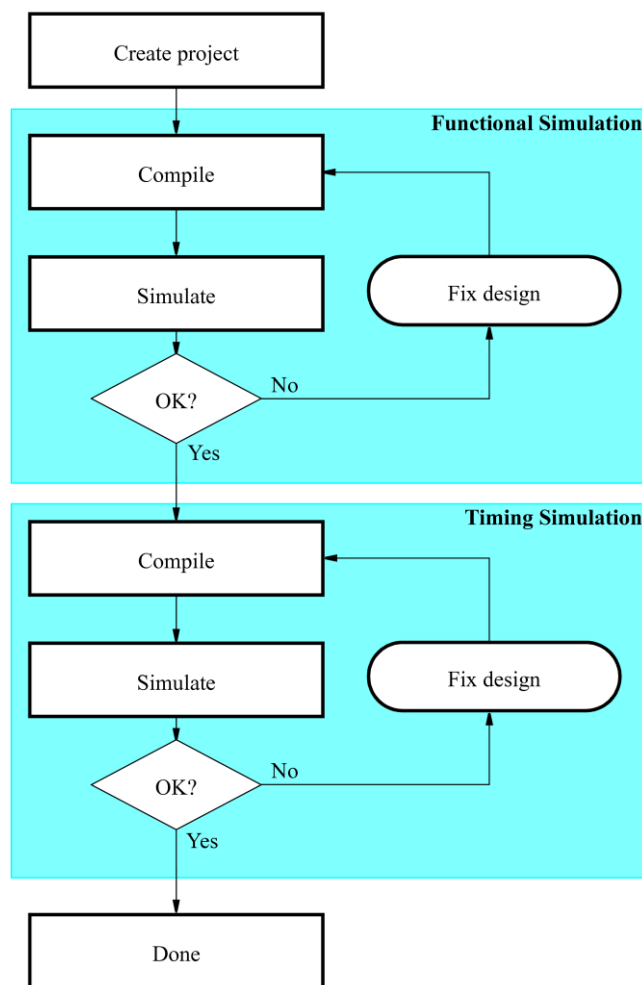 Create project
Functional Simulation
Compile
Simulate
Fix design
OK?
No
Yes
Timing Simulation
Compile
Simulate
Fix design
OK?
No
Yes
Done